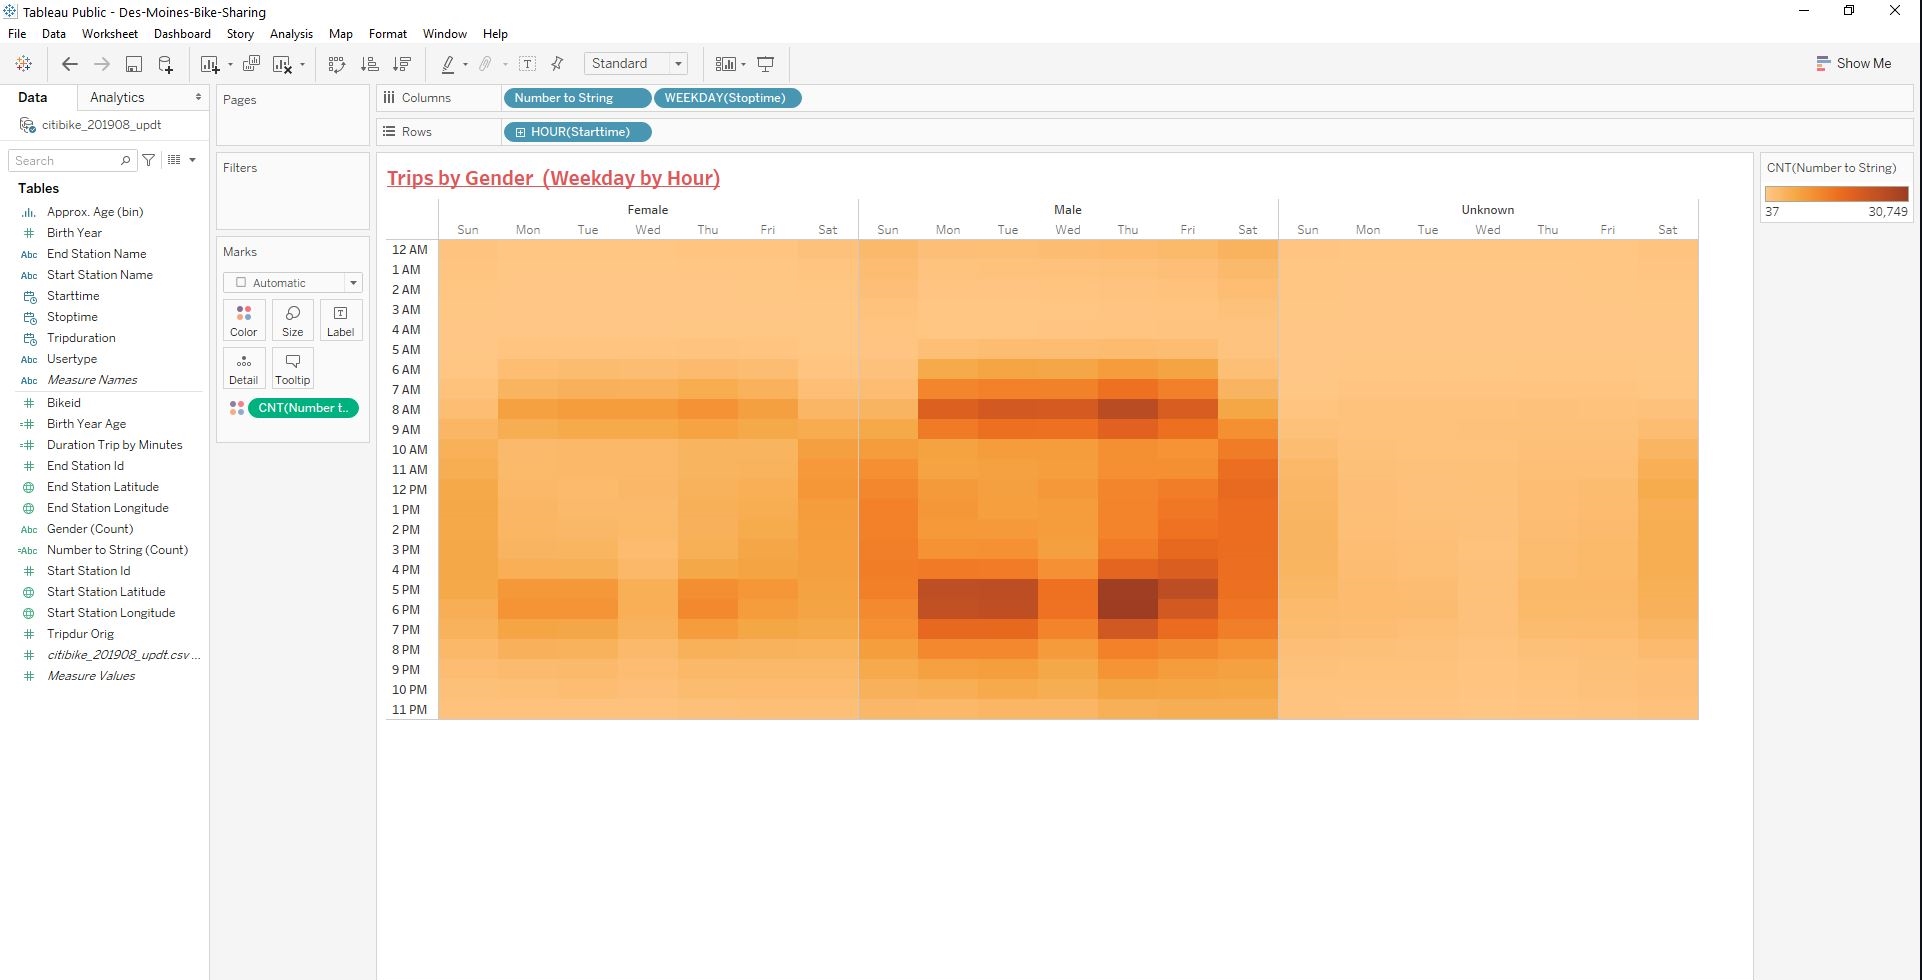 Tableau Public - Des-Moines-Bike-Sharing
File Data Worksheet Dashboard Story Analysis Map Format Window Help
Standard
Show Me
Data Analytics
citibike_201908_updt
Search
Tables
Approx. Age (bin)
# Birth Year
Abc End Station Name
Abc Start Station Name
Starttime
Stoptime
Tripduration
Abc Usertype
Abc Measure Names
# Bikeid
=# Birth Year Age
=# Duration Trip by Minutes
# End Station Id
End Station Latitude
End Station Longitude
Abc Gender (Count)
=Abc Number to String (Count)
# Start Station Id
Start Station Latitude
Start Station Longitude
# Tripdur Orig
# citibike_201908_updt.csv ...
# Measure Values
Pages
Filters
Marks
Automatic
Color Size Label
Detail Tooltip
CNT(Number t..
Columns Number to String WEEKDAY(Stoptime)
Rows HOUR(Starttime)
Trips by Gender (Weekday by Hour)
Female Male Unknown
Sun Mon Tue Wed Thu Fri Sat Sun Mon Tue Wed Thu Fri Sat Sun Mon Tue Wed Thu Fri Sat
12 AM
1 AM
2 AM
3 AM
4 AM
5 AM
6 AM
7 AM
8 AM
9 AM
10 AM
11 AM
12 PM
1 PM
2 PM
3 PM
4 PM
5 PM
6 PM
7 PM
8 PM
9 PM
10 PM
11 PM
CNT(Number to String)
37 30,749